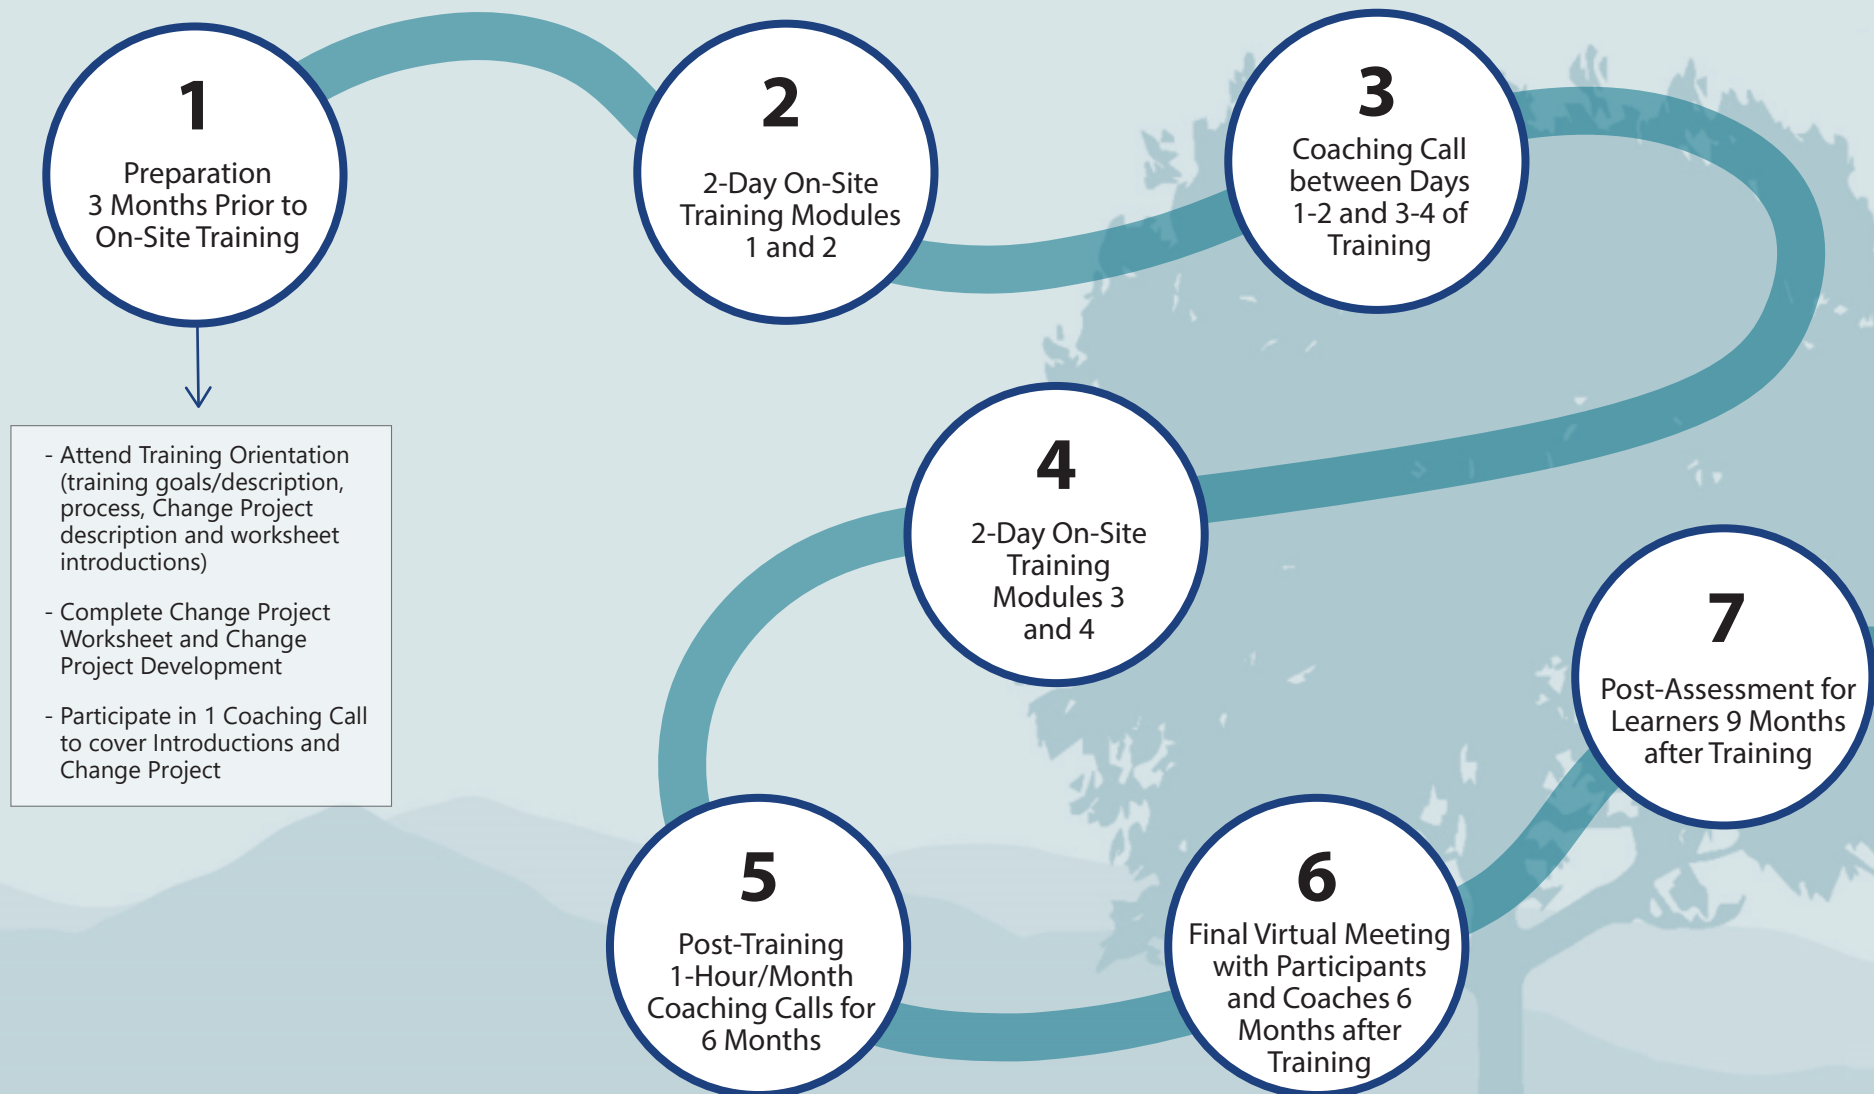 1
Preparation
3 Months Prior to
On-Site Training
- Attend Training Orientation
(training goals/description,
process, Change Project
description and worksheet
introductions)
- Complete Change Project
Worksheet and Change
Project Development
- Participate in 1 Coaching Call
to cover Introductions and
Change Project
2
2-Day On-Site
Training Modules
1 and 2
3
Coaching Call
between Days
1-2 and 3-4 of
Training
4
2-Day On-Site
Training
Modules 3
and 4
5
Post-Training
1-Hour/Month
Coaching Calls for
6 Months
6
Final Virtual Meeting
with Participants
and Coaches 6
Months after
Training
7
Post-Assessment for
Learners 9 Months
after Training